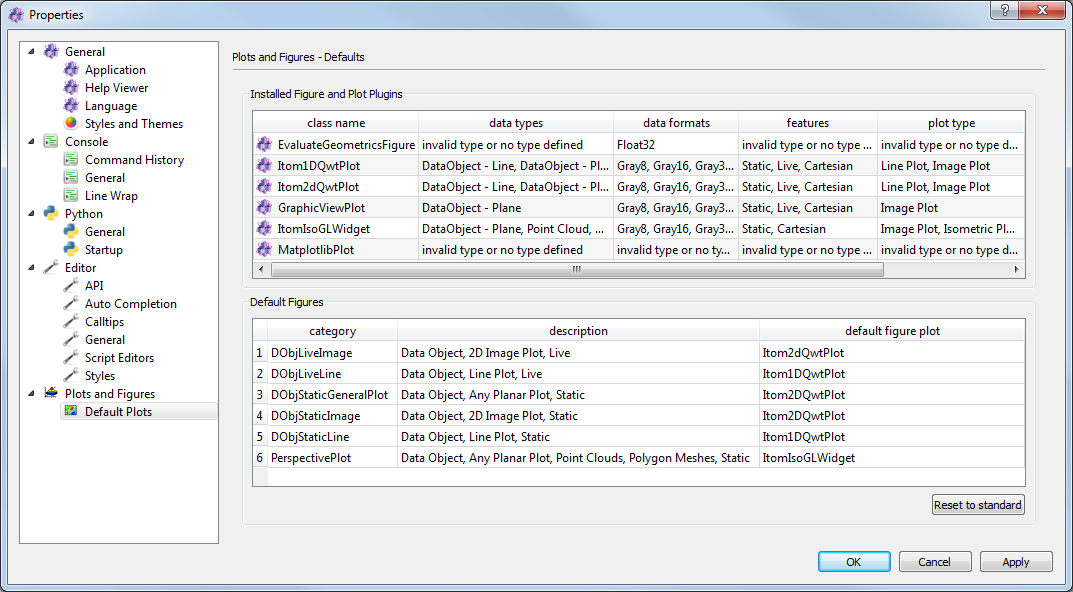 Properties
General
Application
Help Viewer
Language
Styles and Themes
Console
Command History
General
Line Wrap
Python
General
Startup
Editor
API
Auto Completion
Calltips
General
Script Editors
Styles
Plots and Figures
Default Plots
Plots and Figures - Defaults
Installed Figure and Plot Plugins
class name data types data formats features plot type
EvaluateGeometricsFigure invalid type or no type defined Float32 invalid type or no type ... invalid type or no type d...
Itom1DQwtPlot DataObject - Line, DataObject - Pl... Gray8, Gray16, Gray3... Static, Live, Cartesian Line Plot, Image Plot
Itom2dQwtPlot DataObject - Line, DataObject - Pl... Gray8, Gray16, Gray3... Static, Live, Cartesian Line Plot, Image Plot
GraphicViewPlot DataObject - Plane Gray8, Gray16, Gray3... Static, Live, Cartesian Image Plot
ItomIsoGLWidget DataObject - Plane, Point Cloud, ... Gray8, Gray16, Gray3... Static, Cartesian Image Plot, Isometric Pl...
MatplotlibPlot invalid type or no type defined invalid type or no ty... invalid type or no type ... invalid type or no type d...
Default Figures
category description default figure plot
1 DObjLiveImage Data Object, 2D Image Plot, Live Itom2dQwtPlot
2 DObjLiveLine Data Object, Line Plot, Live Itom1DQwtPlot
3 DObjStaticGeneralPlot Data Object, Any Planar Plot, Static Itom2DQwtPlot
4 DObjStaticImage Data Object, 2D Image Plot, Static Itom2DQwtPlot
5 DObjStaticLine Data Object, Line Plot, Static Itom1DQwtPlot
6 PerspectivePlot Data Object, Any Planar Plot, Point Clouds, Polygon Meshes, Static ItomIsoGLWidget
Reset to standard
OK Cancel Apply